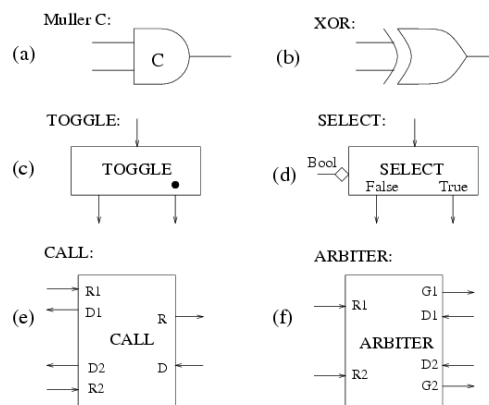 Muller C:
(a)
C
XOR:
(b)
TOGGLE:
(c)
TOGGLE
SELECT:
(d)
Bool
SELECT
False True
CALL:
(e)
R1
D1
R
CALL
D2
D
R2
ARBITER:
(f)
G1
R1
D1
ARBITER
D2
R2
G2